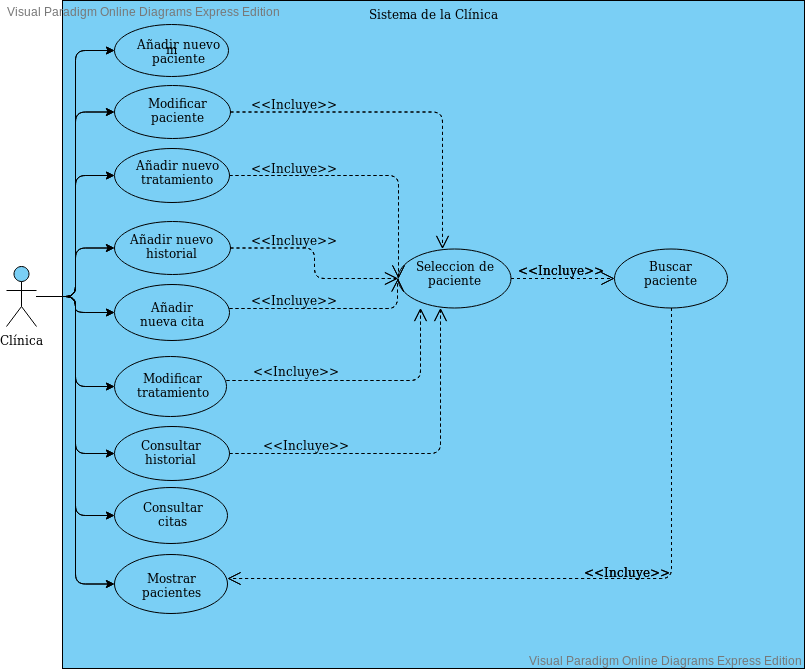 Visual Paradigm Online Diagrams Express Edition
Sistema de la Clínica
Añadir nuevo
m
paciente
Modificar
paciente
<<Incluye>>
Añadir nuevo
tratamiento
<<Incluye>>
Añadir nuevo
historial
<<Incluye>>
Seleccion de
paciente
<<Incluye>>
Buscar
paciente
Clínica
Añadir
nueva cita
<<Incluye>>
Modificar
tratamiento
<<Incluye>>
Consultar
historial
<<Incluye>>
Consultar
citas
Mostrar
pacientes
<<Incluye>>
Visual Paradigm Online Diagrams Express Edition